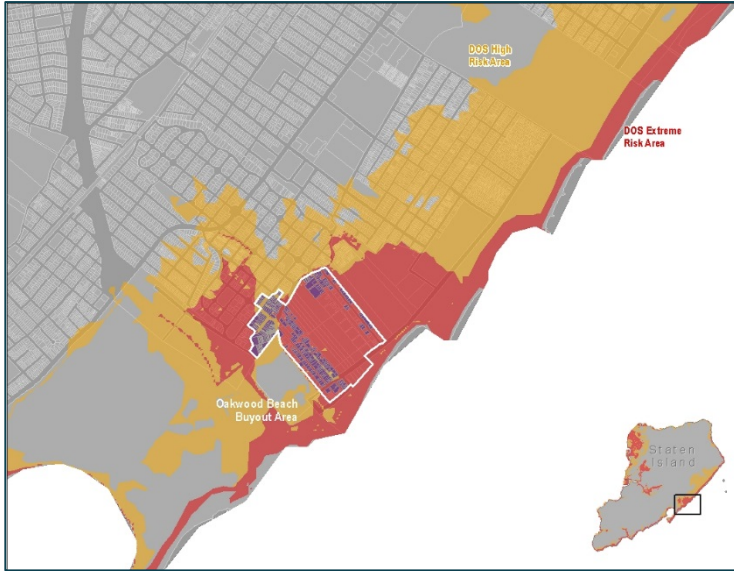 DOS High
Risk Area
DOS Extreme
Risk Area
Oakwood Beach
Buyout Area
Staten
Island